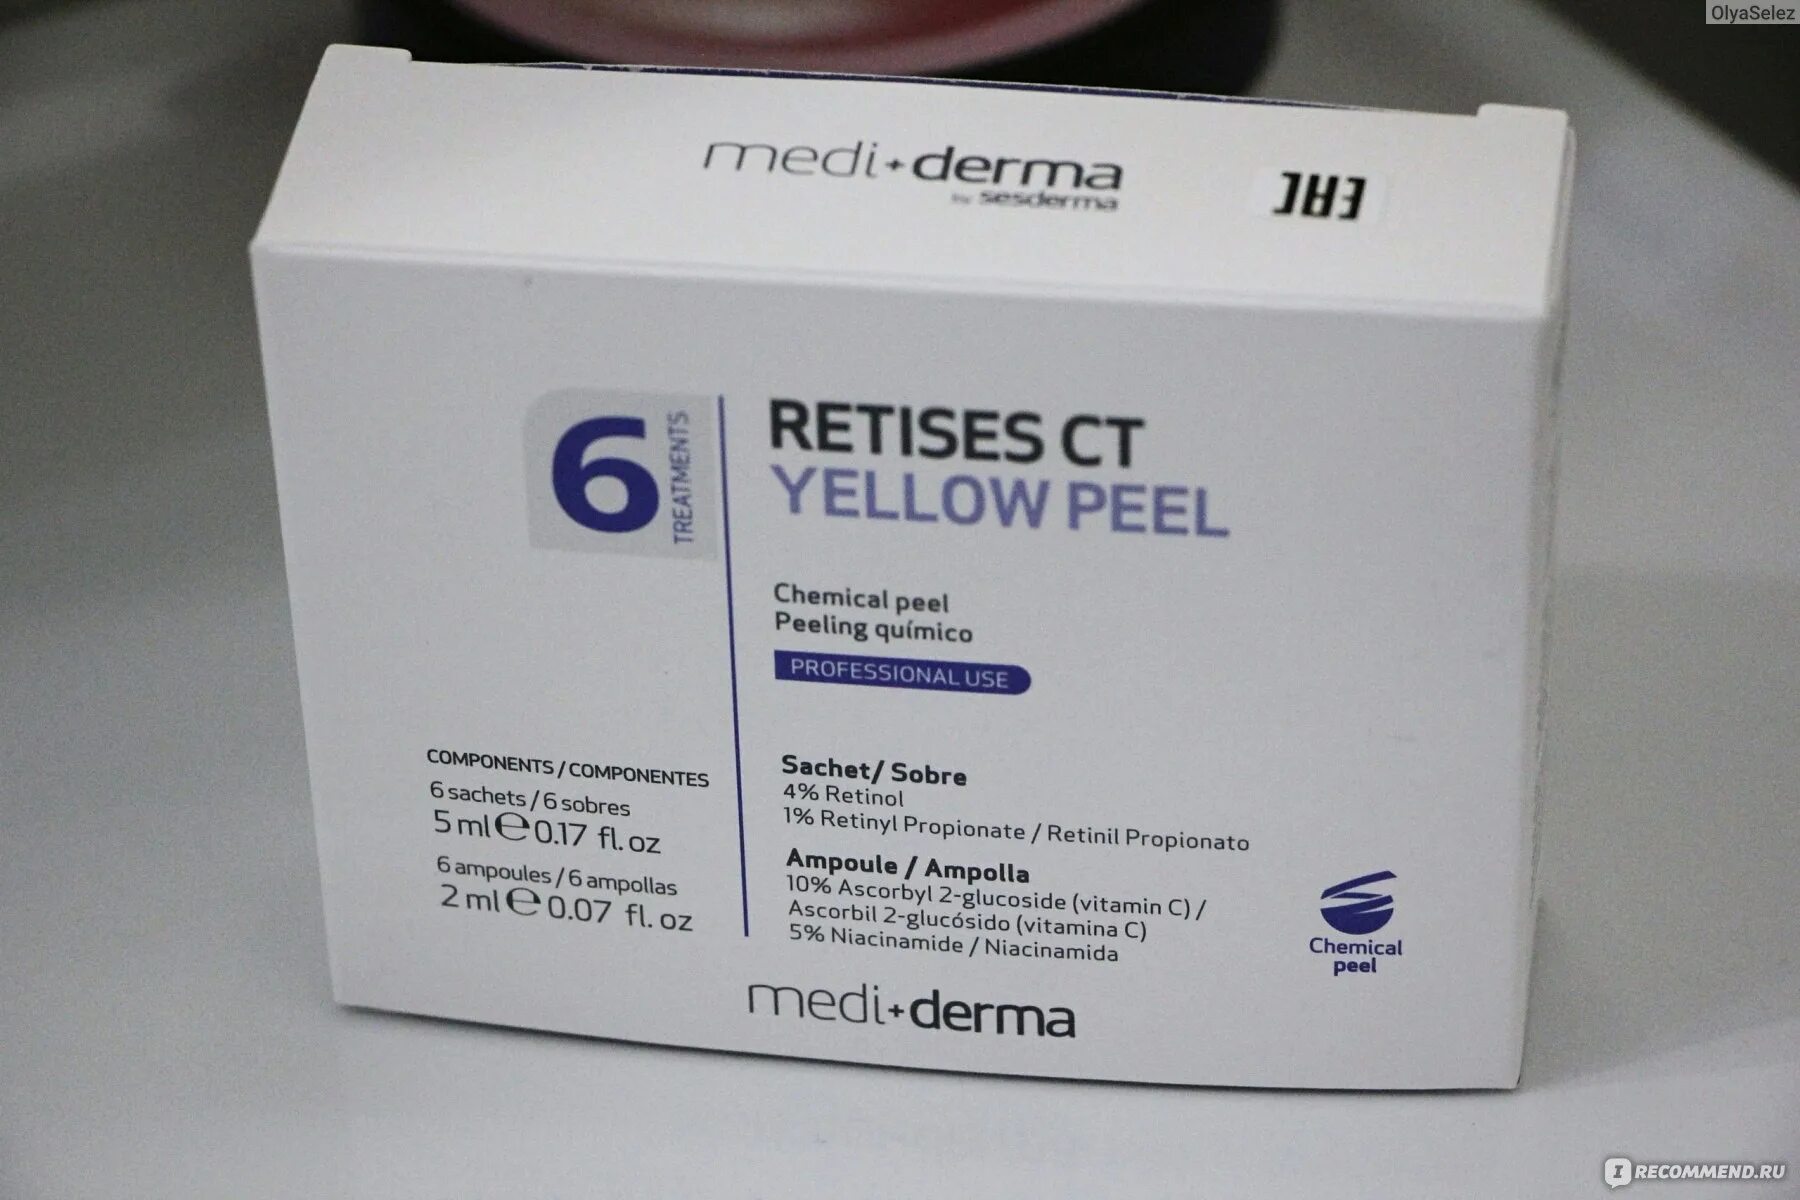 OlyaSelez
medi+derma
by sesderma
EAC
6
TREATMENTS
RETISES CT
YELLOW PEEL
Chemical peel
Peeling químico
PROFESSIONAL USE
COMPONENTS / COMPONENTES
6 sachets / 6 sobres
5 ml ℮ 0.17 fl. oz
6 ampoules / 6 ampollas
2 ml ℮ 0.07 fl. oz
Sachet/ Sobre
4% Retinol
1% Retinyl Propionate / Retinil Propionato
Ampoule / Ampolla
10% Ascorbyl 2-glucoside (vitamin C) /
Ascorbil 2-glucósido (vitamina C)
5% Niacinamide / Niacinamida
Chemical
peel
medi+derma
IRECOMMEND.RU